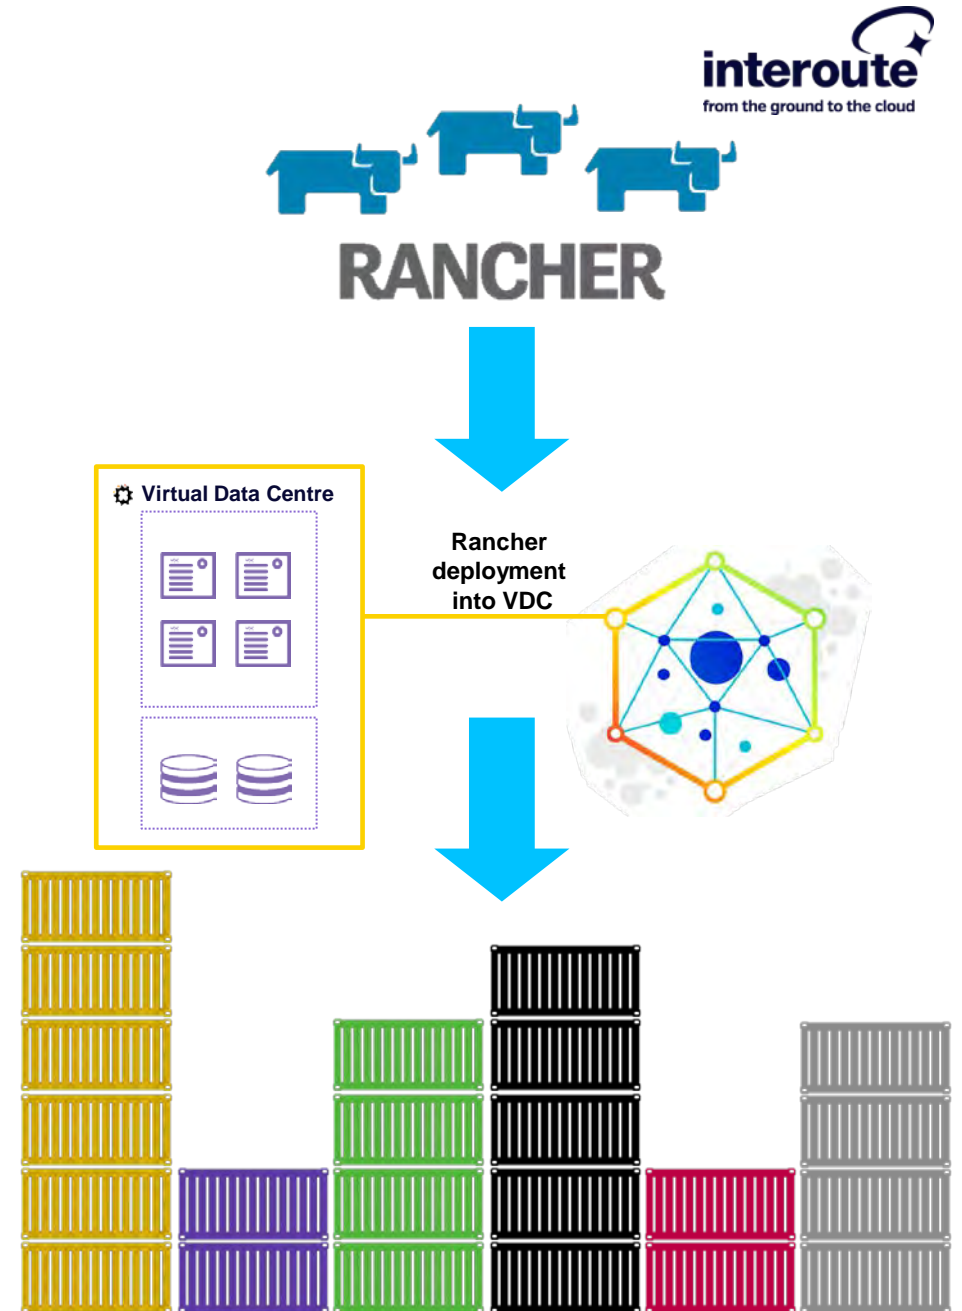 interoute
from the ground to the cloud
RANCHER
Virtual Data Centre
Rancher
deployment
into VDC